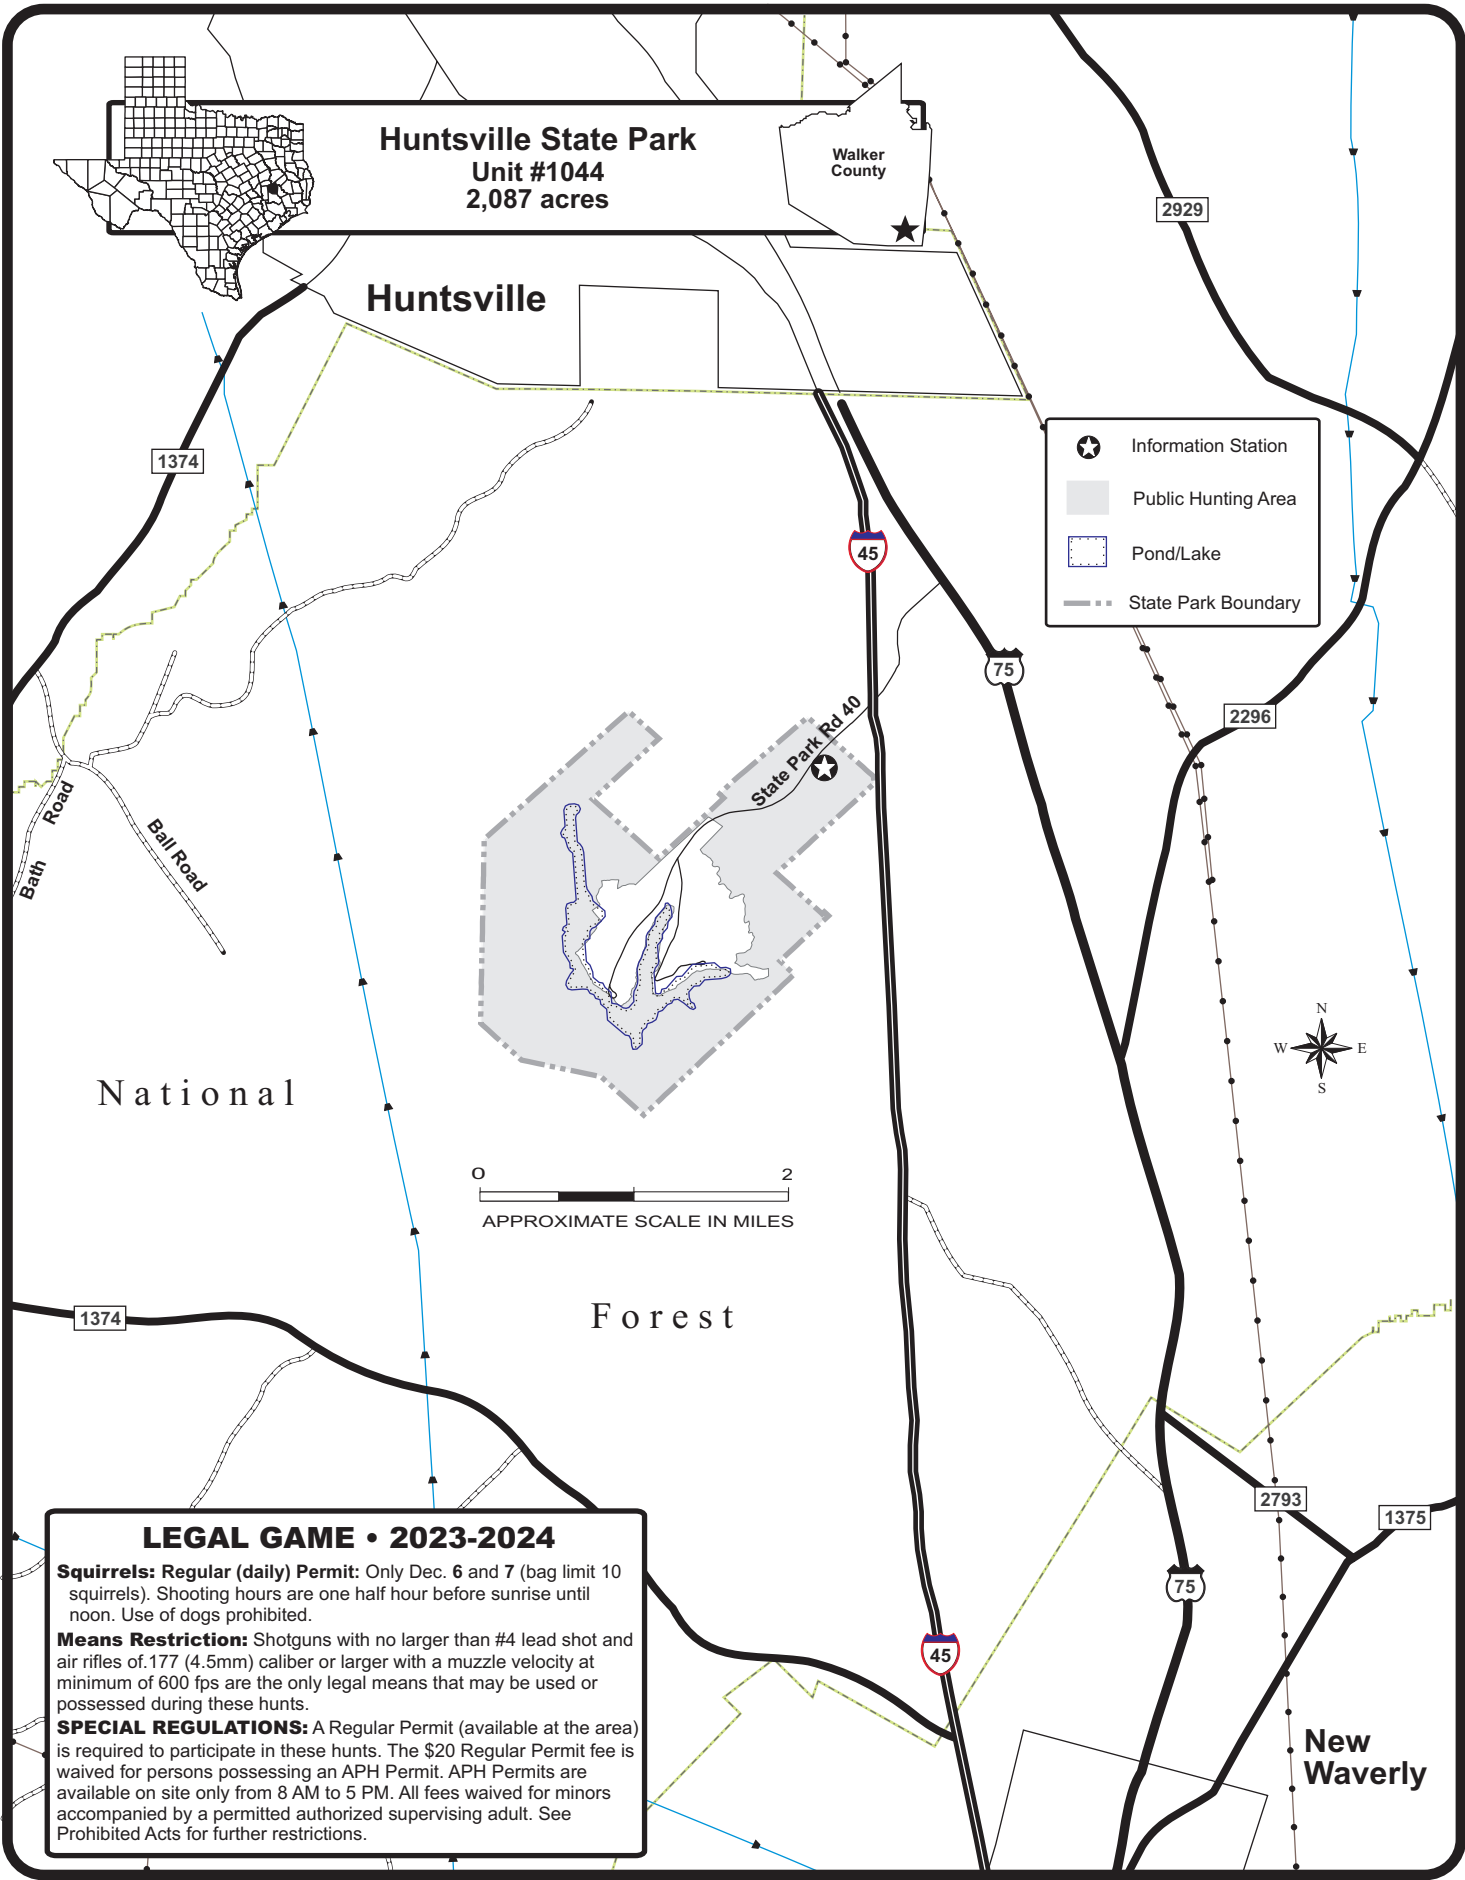 Huntsville State Park
Unit #1044
2,087 acres
Walker
County
2929
Huntsville
1374
Information Station
Public Hunting Area
Pond/Lake
State Park Boundary
45
75
2296
State Park Rd 40
Bath Road
Ball Road
N
W E
S
National
0 2
APPROXIMATE SCALE IN MILES
Forest
1374
2793
1375
75
45
New
Waverly
LEGAL GAME • 2023-2024
Squirrels: Regular (daily) Permit: Only Dec. 6 and 7 (bag limit 10
squirrels). Shooting hours are one half hour before sunrise until
noon. Use of dogs prohibited.
Means Restriction: Shotguns with no larger than #4 lead shot and
air rifles of.177 (4.5mm) caliber or larger with a muzzle velocity at
minimum of 600 fps are the only legal means that may be used or
possessed during these hunts.
SPECIAL REGULATIONS: A Regular Permit (available at the area)
is required to participate in these hunts. The $20 Regular Permit fee is
waived for persons possessing an APH Permit. APH Permits are
available on site only from 8 AM to 5 PM. All fees waived for minors
accompanied by a permitted authorized supervising adult. See
Prohibited Acts for further restrictions.